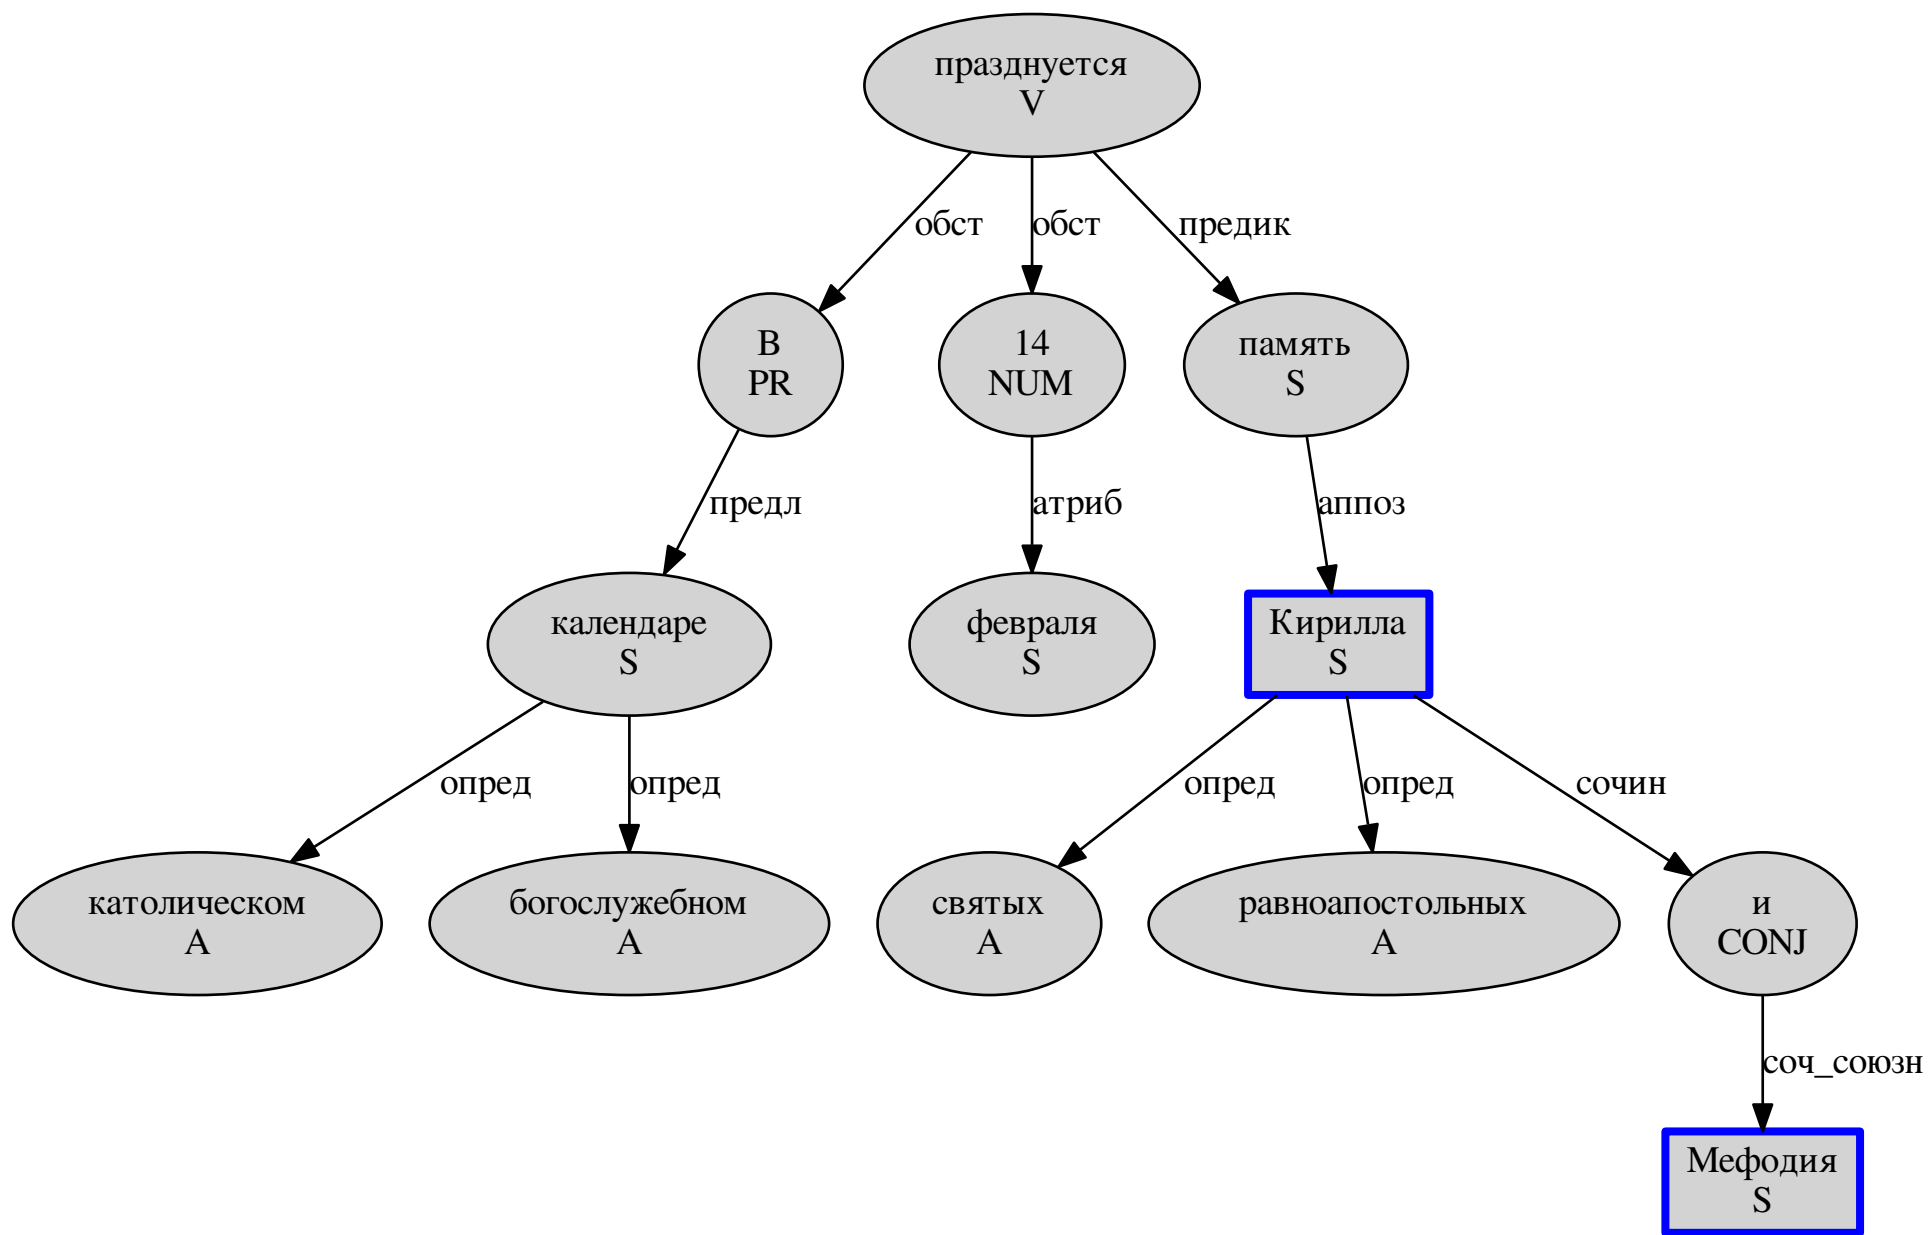 празднуется
V
обст
обст
предик
В
PR
14
NUM
память
S
предл
атриб
аппоз
календаре
S
февраля
S
Кирилла
S
опред
опред
опред
опред
сочин
католическом
A
богослужебном
A
святых
A
равноапостольных
A
и
CONJ
соч_союзн
Мефодия
S